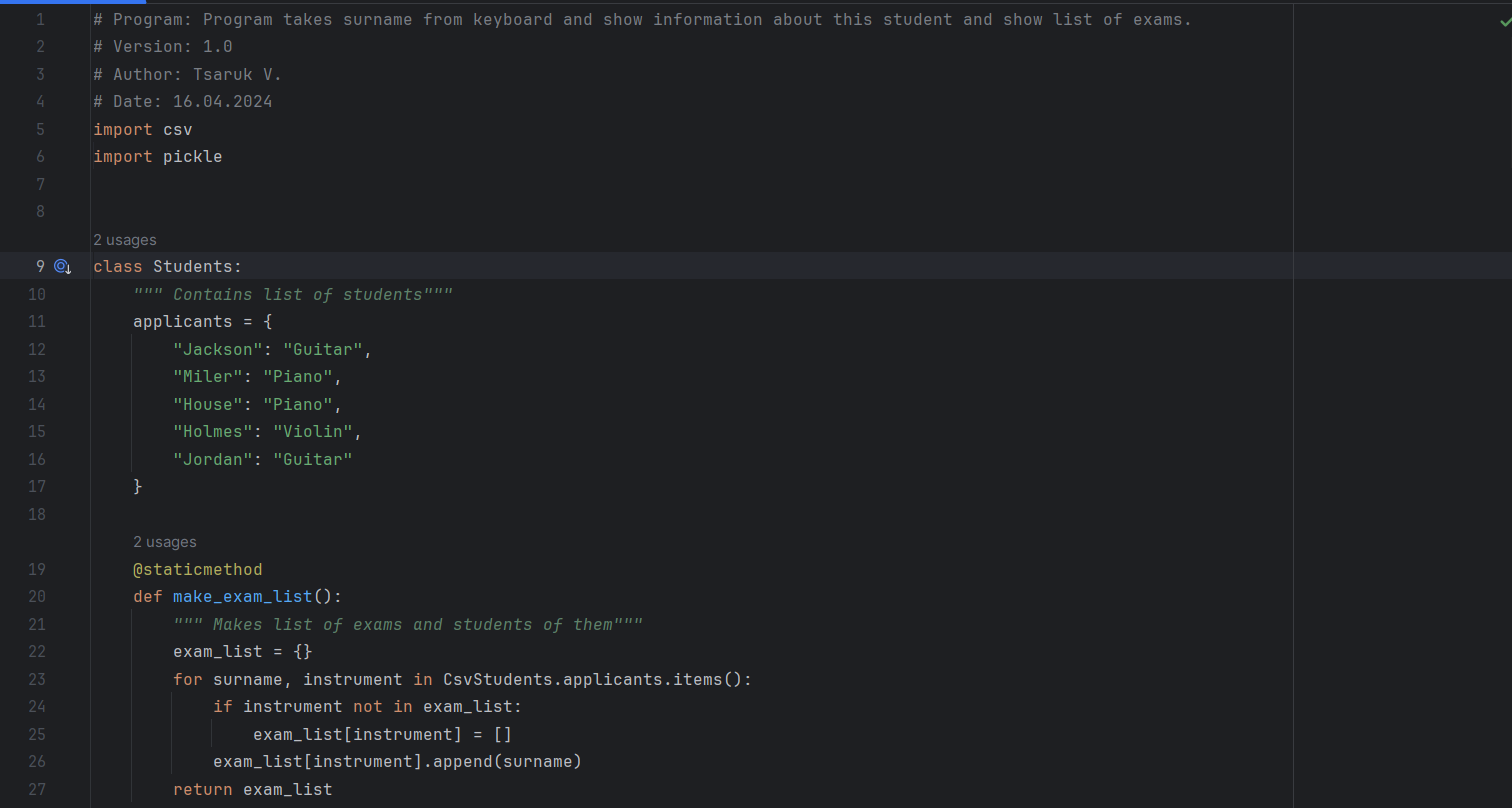 1 # Program: Program takes surname from keyboard and show information about this student and show list of exams.
2 # Version: 1.0
3 # Author: Tsaruk V.
4 # Date: 16.04.2024
5 import csv
6 import pickle
7
8
2 usages
9 class Students:
10     """ Contains list of students"""
11     applicants = {
12         "Jackson": "Guitar",
13         "Miler": "Piano",
14         "House": "Piano",
15         "Holmes": "Violin",
16         "Jordan": "Guitar"
17     }
18
2 usages
19     @staticmethod
20     def make_exam_list():
21         """ Makes list of exams and students of them"""
22         exam_list = {}
23         for surname, instrument in CsvStudents.applicants.items():
24             if instrument not in exam_list:
25                 exam_list[instrument] = []
26             exam_list[instrument].append(surname)
27         return exam_list